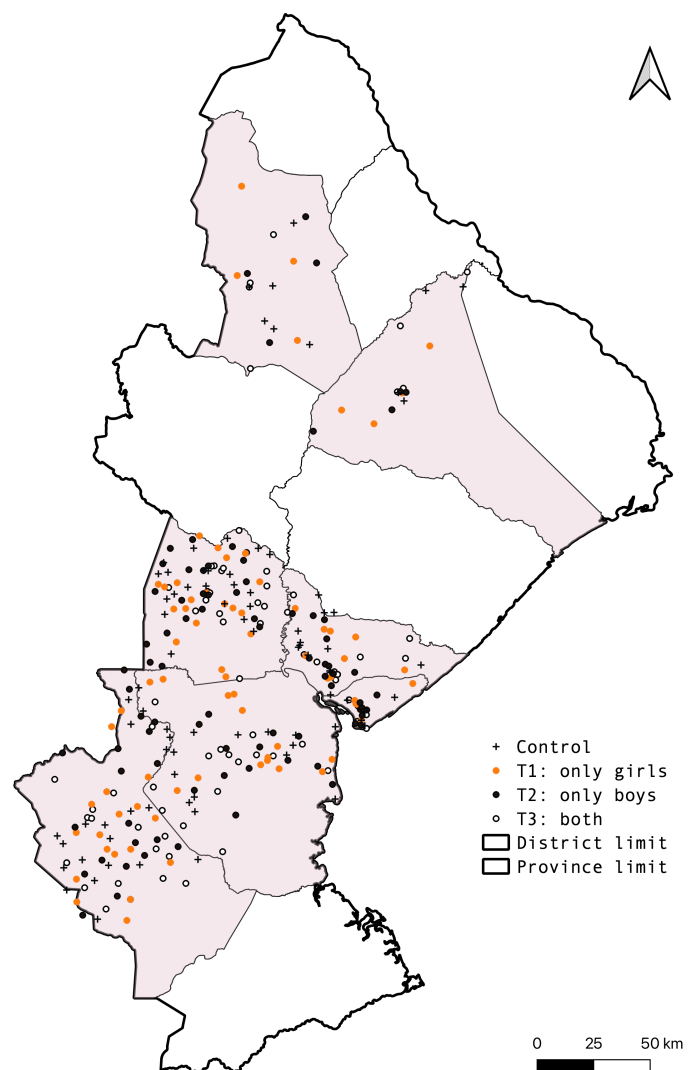 Control
T1: only girls
T2: only boys
T3: both
District limit
Province limit
0 25 50 km